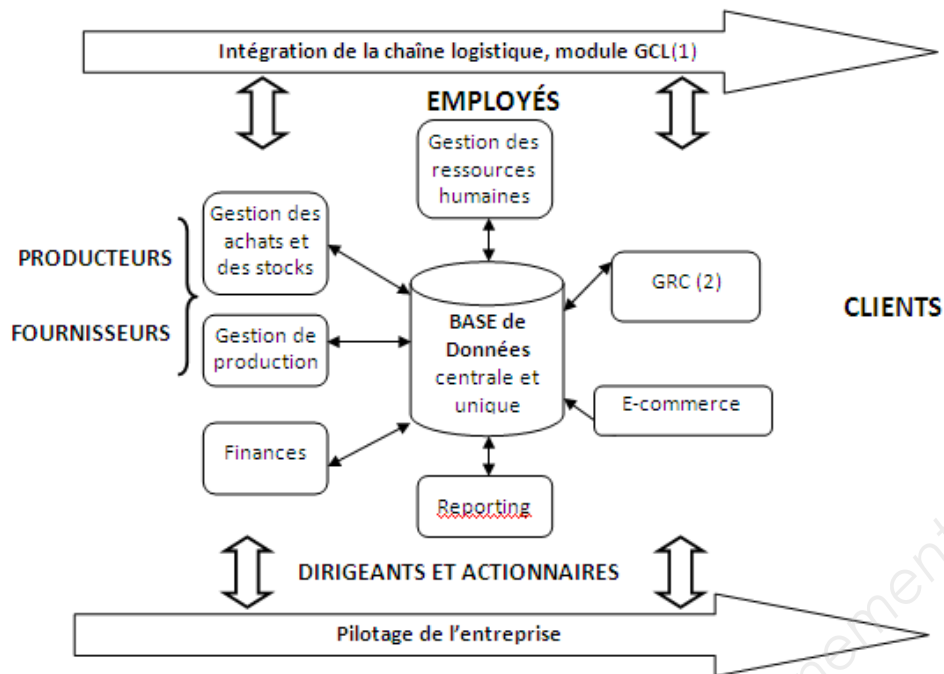 Intégration de la chaîne logistique, module GCL(1)
EMPLOYÉS
Gestion des
ressources
humaines
Gestion des
achats et
des stocks
PRODUCTEURS
FOURNISSEURS
Gestion de
production
Finances
BASE de
Données
centrale et
unique
GRC (2)
CLIENTS
E-commerce
Reporting
DIRIGEANTS ET ACTIONNAIRES
Pilotage de l'entreprise